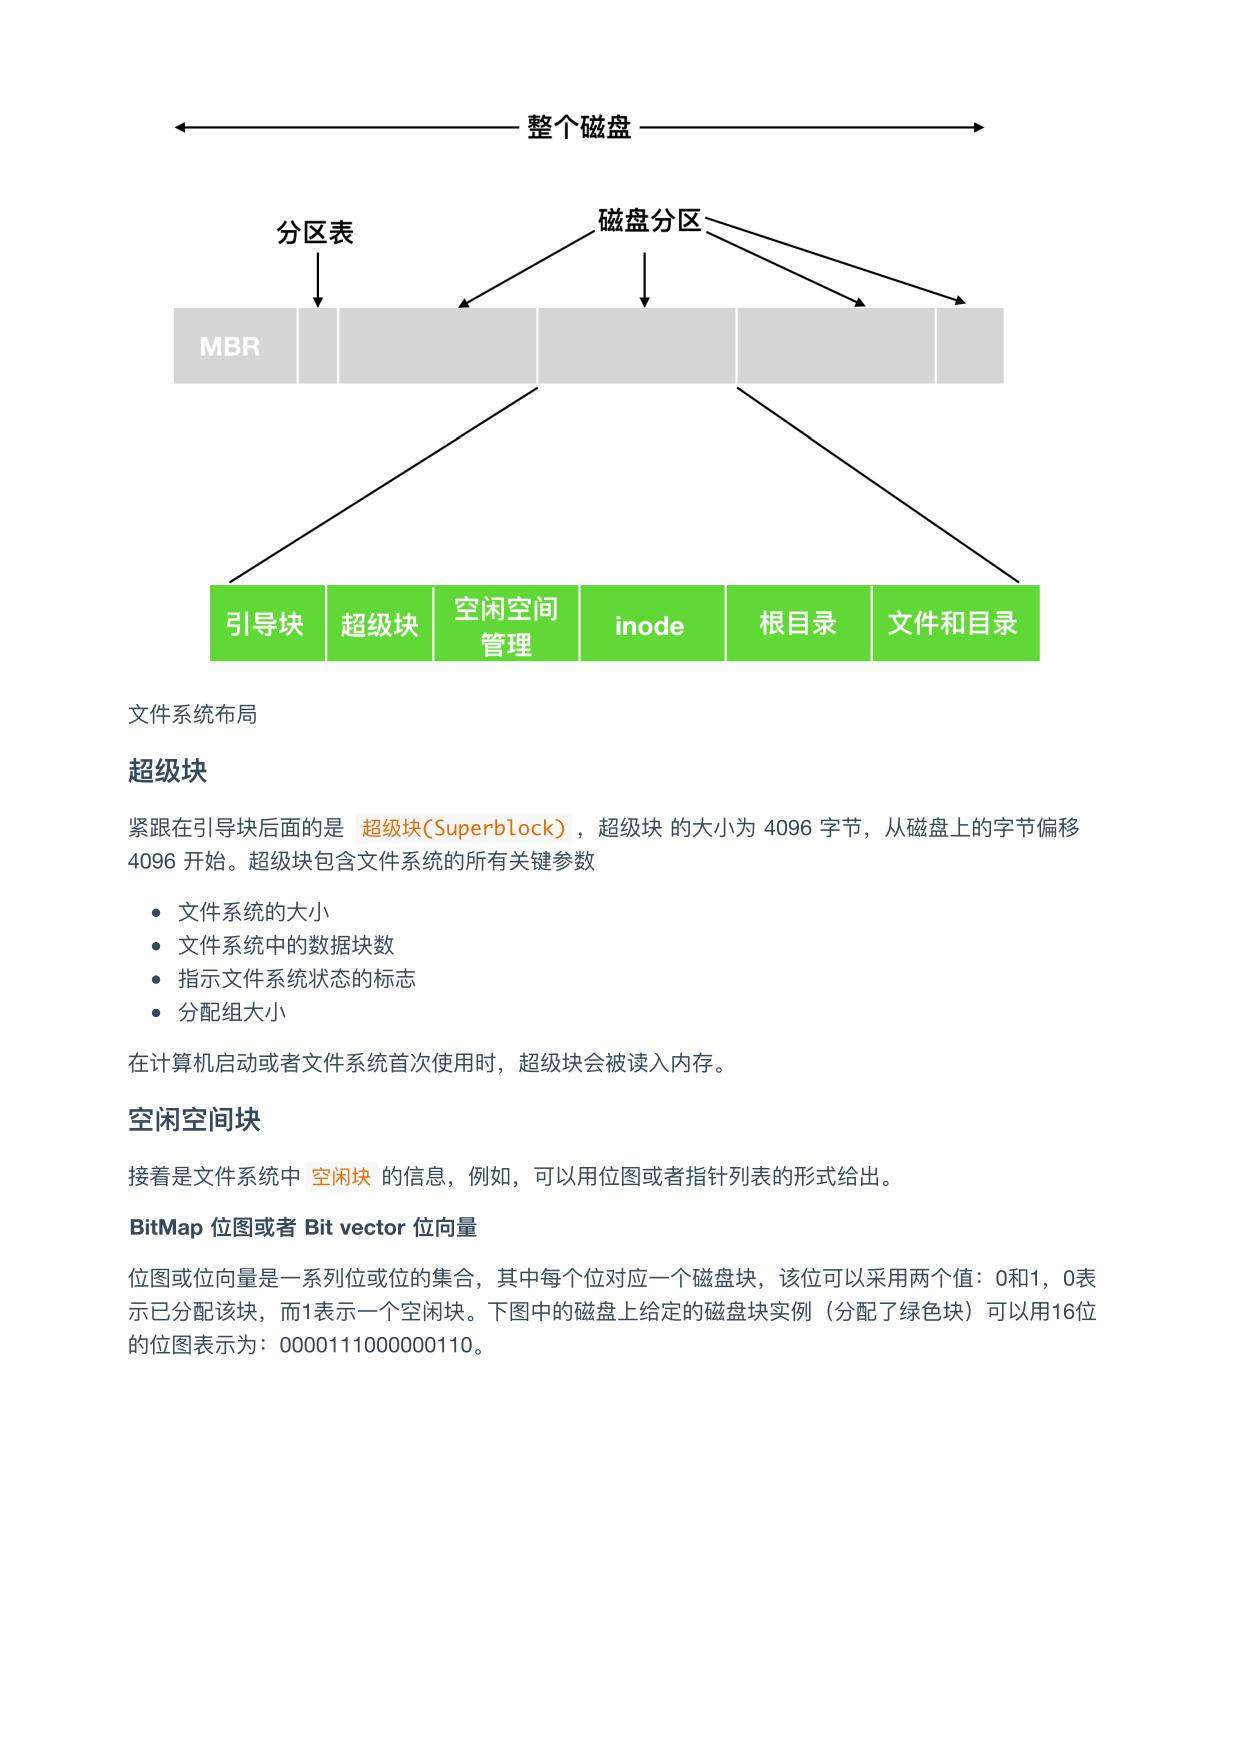 整个磁盘
分区表
磁盘分区
MBR
引导块
超级块
空闲空间
管理
inode
根目录
文件和目录
文件系统布局
超级块
紧跟在引导块后面的是 超级块(Superblock) ，超级块 的大小为 4096 字节，从磁盘上的字节偏移
4096 开始。超级块包含文件系统的所有关键参数
• 文件系统的大小
• 文件系统中的数据块数
• 指示文件系统状态的标志
• 分配组大小
在计算机启动或者文件系统首次使用时，超级块会被读入内存。
空闲空间块
接着是文件系统中 空闲块 的信息，例如，可以用位图或者指针列表的形式给出。
BitMap 位图或者 Bit vector 位向量
位图或位向量是一系列位或位的集合，其中每个位对应一个磁盘块，该位可以采用两个值：0和1，0表
示已分配该块，而1表示一个空闲块。下图中的磁盘上给定的磁盘块实例（分配了绿色块）可以用16位
的位图表示为：0000111000000110。